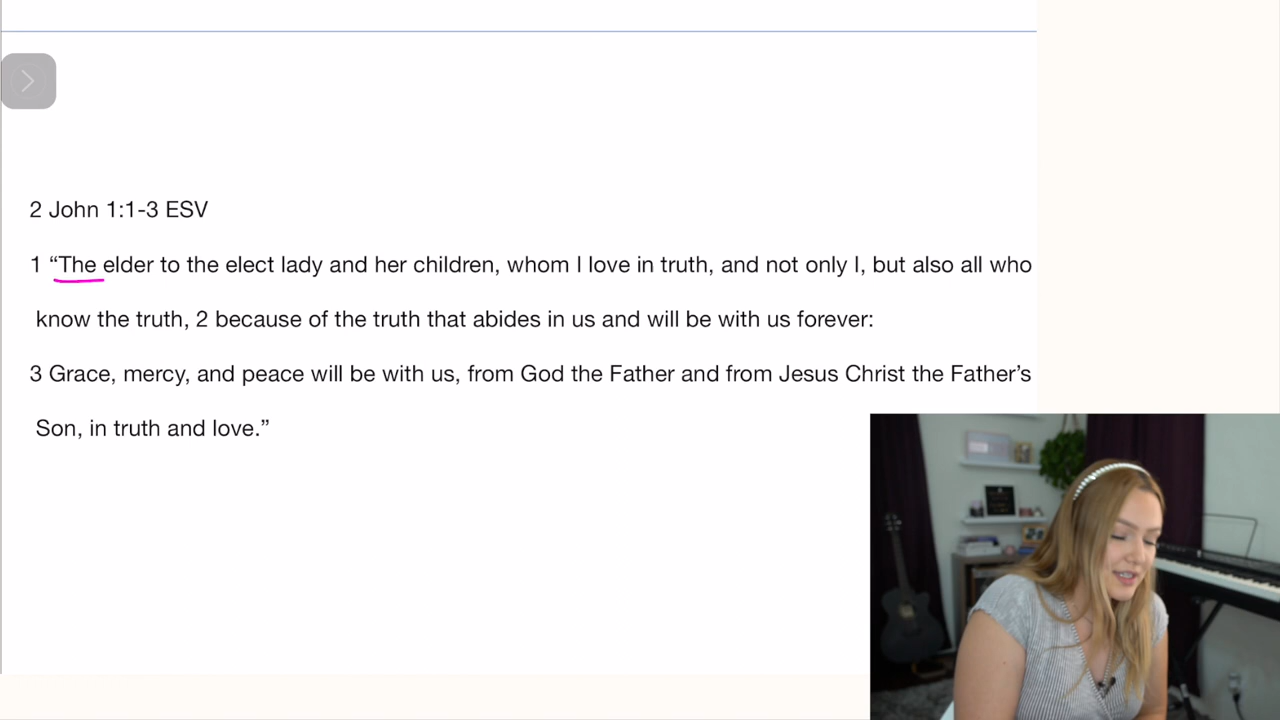 2 John 1:1-3 ESV
1 “The elder to the elect lady and her children, whom I love in truth, and not only I, but also all who
know the truth, 2 because of the truth that abides in us and will be with us forever:
3 Grace, mercy, and peace will be with us, from God the Father and from Jesus Christ the Father’s
Son, in truth and love.”